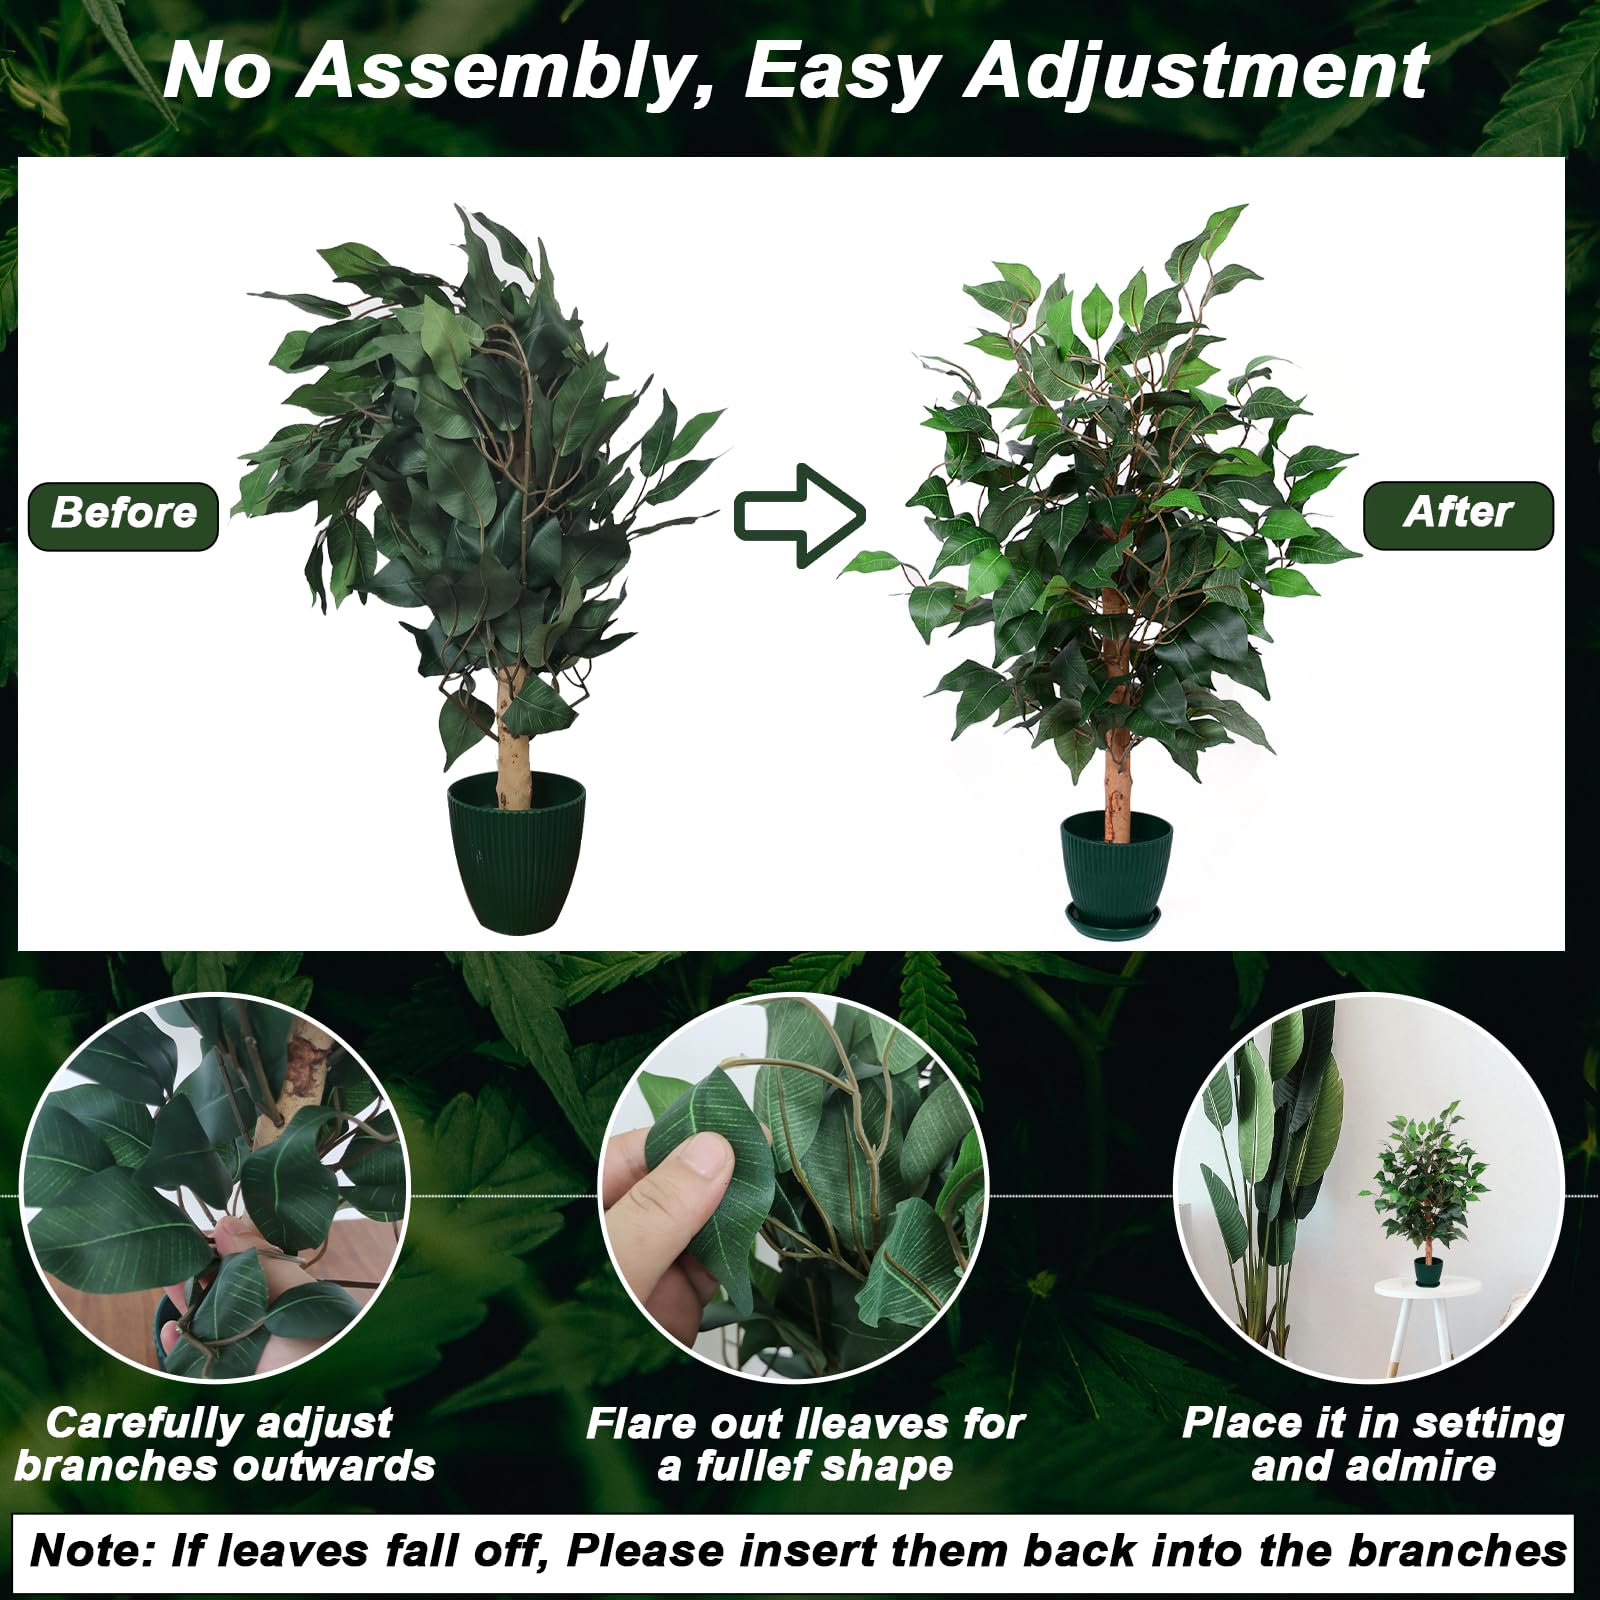 No Assembly, Easy Adjustment
Before
After
Carefully adjust
branches outwards
Flare out lleaves for
a fullef shape
Place it in setting
and admire
Note: If leaves fall off, Please insert them back into the branches